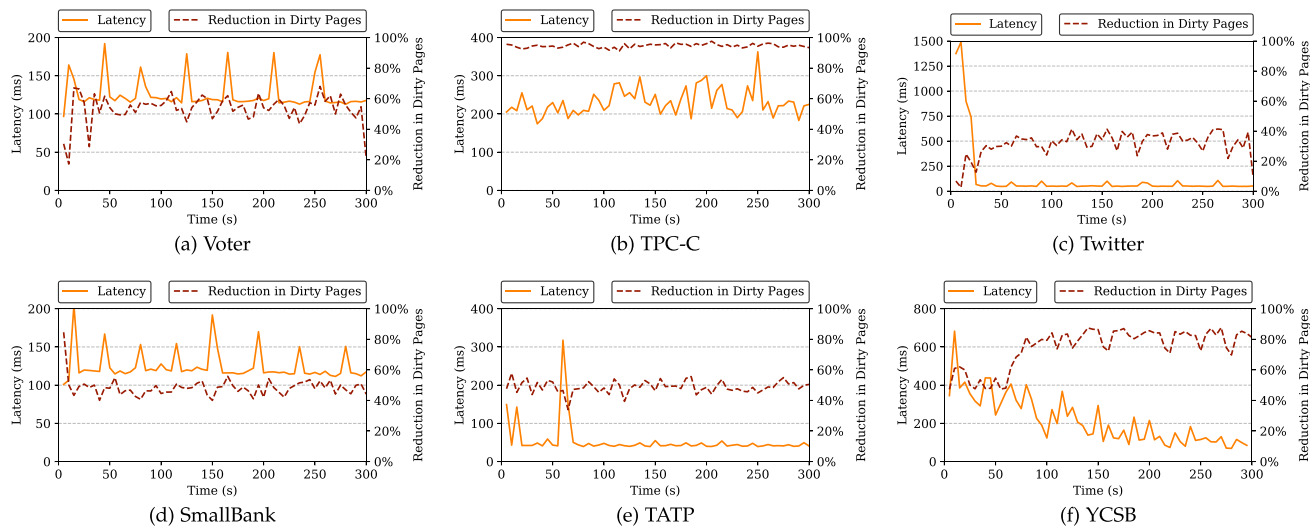 Latency
Reduction in Dirty Pages
200
150
100
50
0
100%
80%
60%
40%
20%
0%
Latency (ms)
Reduction in Dirty Pages
0 50 100 150 200 250 300
Time (s)
(a) Voter
Latency
Reduction in Dirty Pages
400
300
200
100
0
100%
80%
60%
40%
20%
0%
Latency (ms)
Reduction in Dirty Pages
0 50 100 150 200 250 300
Time (s)
(b) TPC-C
Latency
Reduction in Dirty Pages
1500
1250
1000
750
500
250
0
100%
80%
60%
40%
20%
0%
Latency (ms)
Reduction in Dirty Pages
0 50 100 150 200 250 300
Time (s)
(c) Twitter
Latency
Reduction in Dirty Pages
200
150
100
50
0
100%
80%
60%
40%
20%
0%
Latency (ms)
Reduction in Dirty Pages
0 50 100 150 200 250 300
Time (s)
(d) SmallBank
Latency
Reduction in Dirty Pages
400
300
200
100
0
100%
80%
60%
40%
20%
0%
Latency (ms)
Reduction in Dirty Pages
0 50 100 150 200 250 300
Time (s)
(e) TATP
Latency
Reduction in Dirty Pages
800
600
400
200
0
100%
80%
60%
40%
20%
0%
Latency (ms)
Reduction in Dirty Pages
0 50 100 150 200 250 300
Time (s)
(f) YCSB